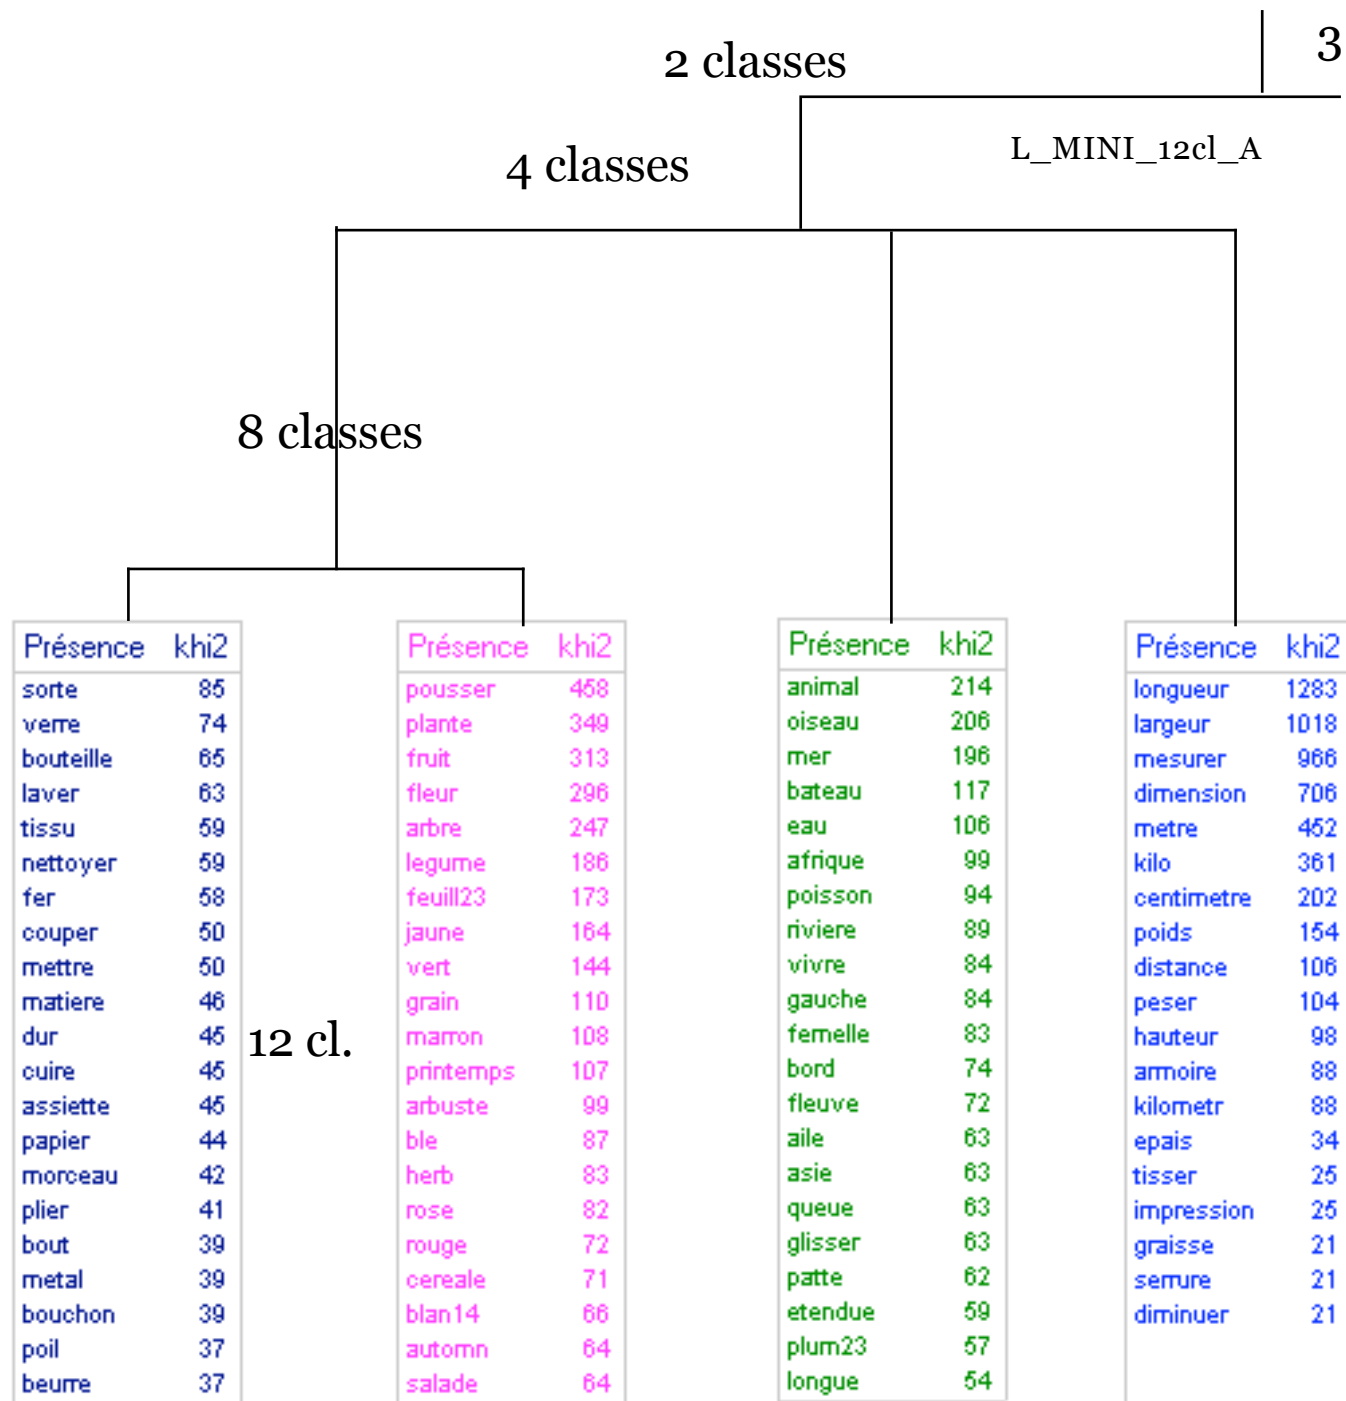 3
2 classes
L_MINI_12cl_A
4 classes
8 classes
12 cl.
Présence khi2
sorte 85
verre 74
bouteille 65
laver 63
tissu 59
nettoyer 59
fer 58
couper 50
mettre 50
matiere 46
dur 45
cuire 45
assiette 45
papier 44
morceau 42
plier 41
bout 39
metal 39
bouchon 39
poil 37
beurre 37
Présence khi2
pousser 458
plante 349
fruit 313
fleur 296
arbre 247
legume 186
feuill23 173
jaune 164
vert 144
grain 110
marron 108
printemps 107
arbuste 99
ble 87
herb 83
rose 82
rouge 72
cereale 71
blan14 66
automn 64
salade 64
Présence khi2
animal 214
oiseau 206
mer 196
bateau 117
eau 106
afrique 99
poisson 94
riviere 89
vivre 84
gauche 84
femelle 83
bord 74
fleuve 72
aile 63
asie 63
queue 63
glisser 63
patte 62
etendue 59
plum23 57
longue 54
Présence khi2
longueur 1283
largeur 1018
mesurer 966
dimension 706
metre 452
kilo 361
centimetre 202
poids 154
distance 106
peser 104
hauteur 98
armoire 88
kilometr 88
epais 34
tisser 25
impression 25
graisse 21
serrure 21
diminuer 21